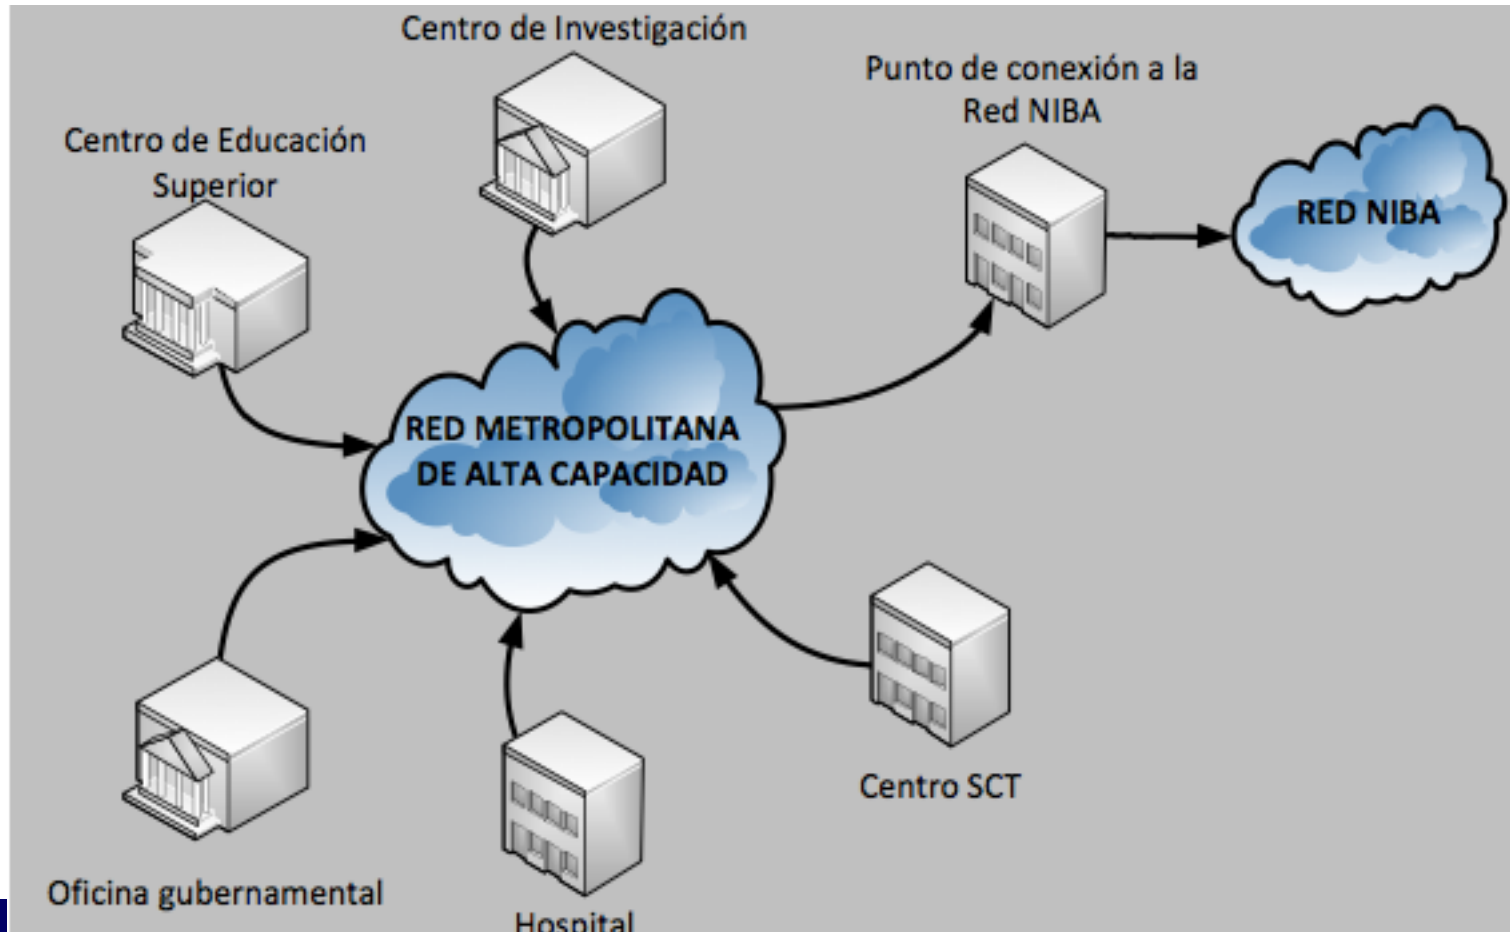 Centro de Investigación
Punto de conexión a la
Red NIBA
Centro de Educación
Superior
RED NIBA
RED METROPOLITANA
DE ALTA CAPACIDAD
Centro SCT
Oficina gubernamental
Hospital